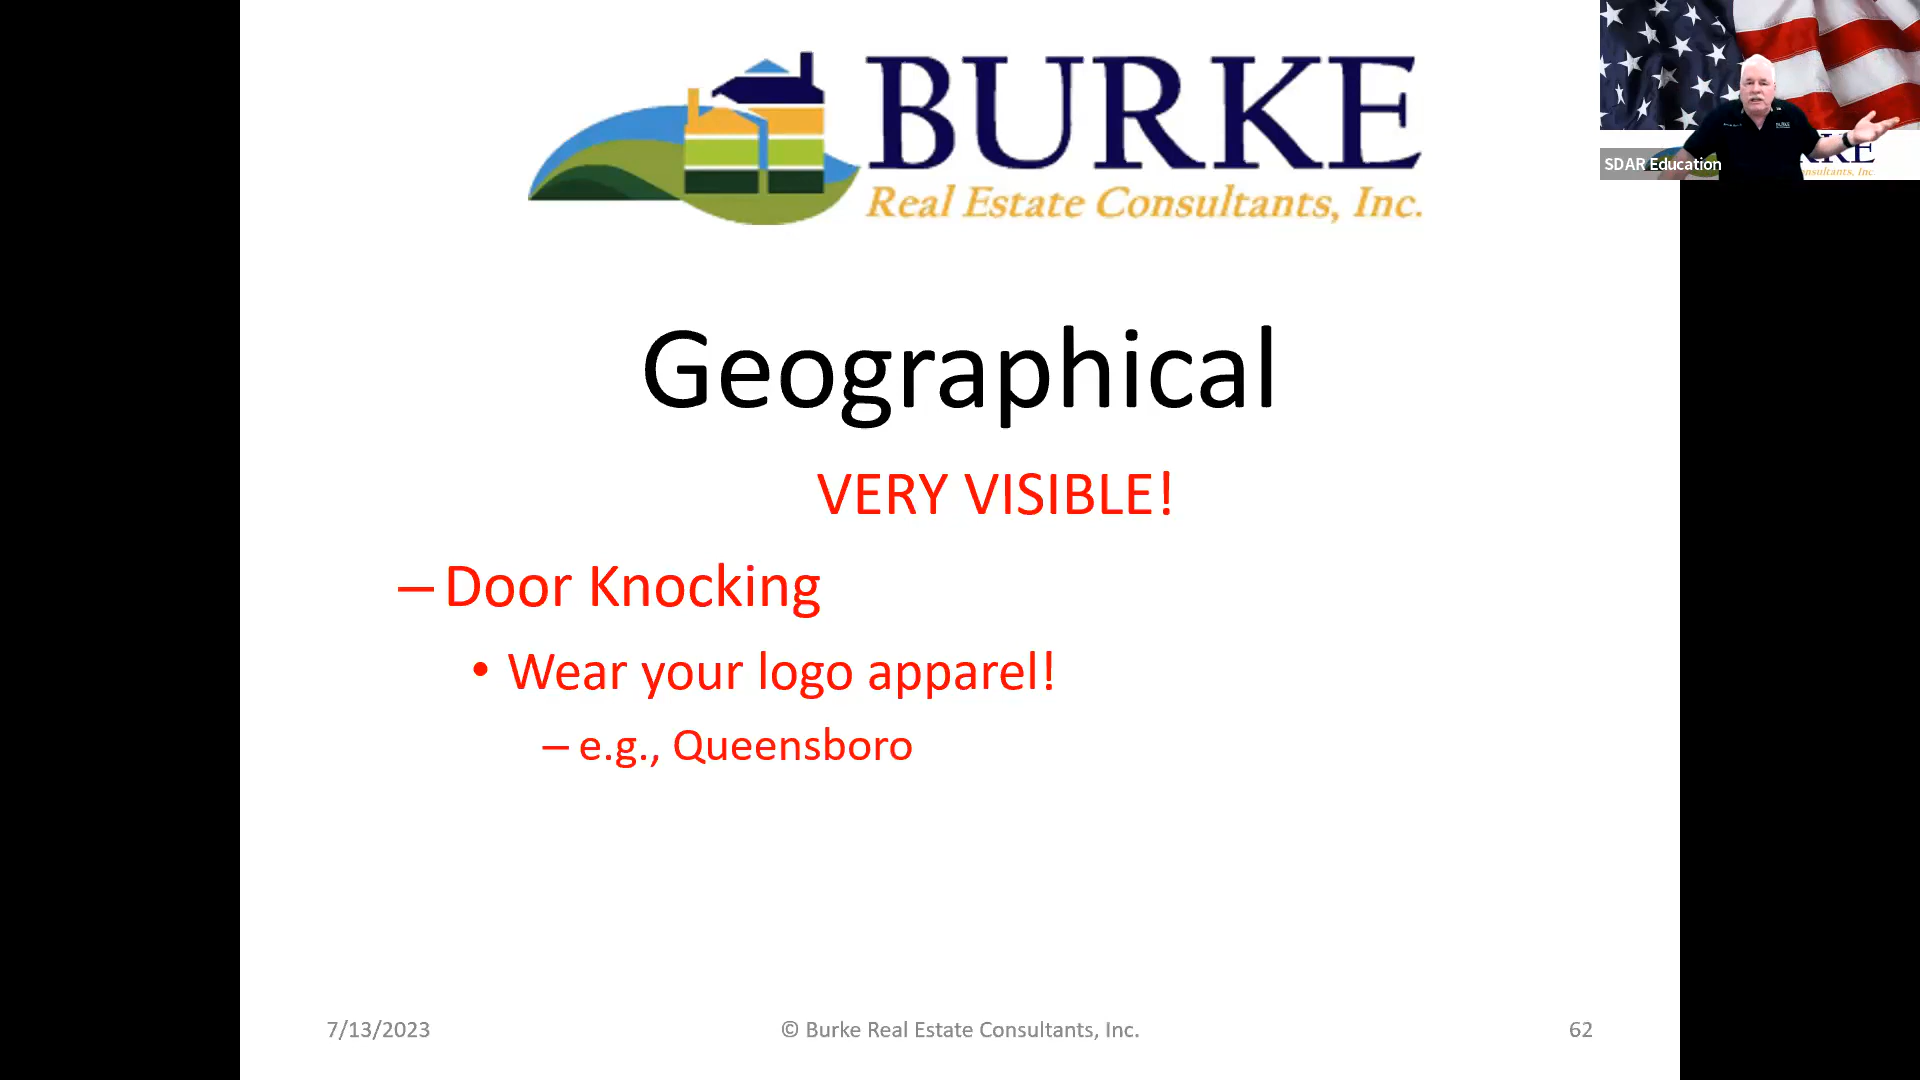 BURKE
Real Estate Consultants, Inc.
SDAR Education
Geographical
VERY VISIBLE!
– Door Knocking
• Wear your logo apparel!
– e.g., Queensboro
7/13/2023
© Burke Real Estate Consultants, Inc.
62